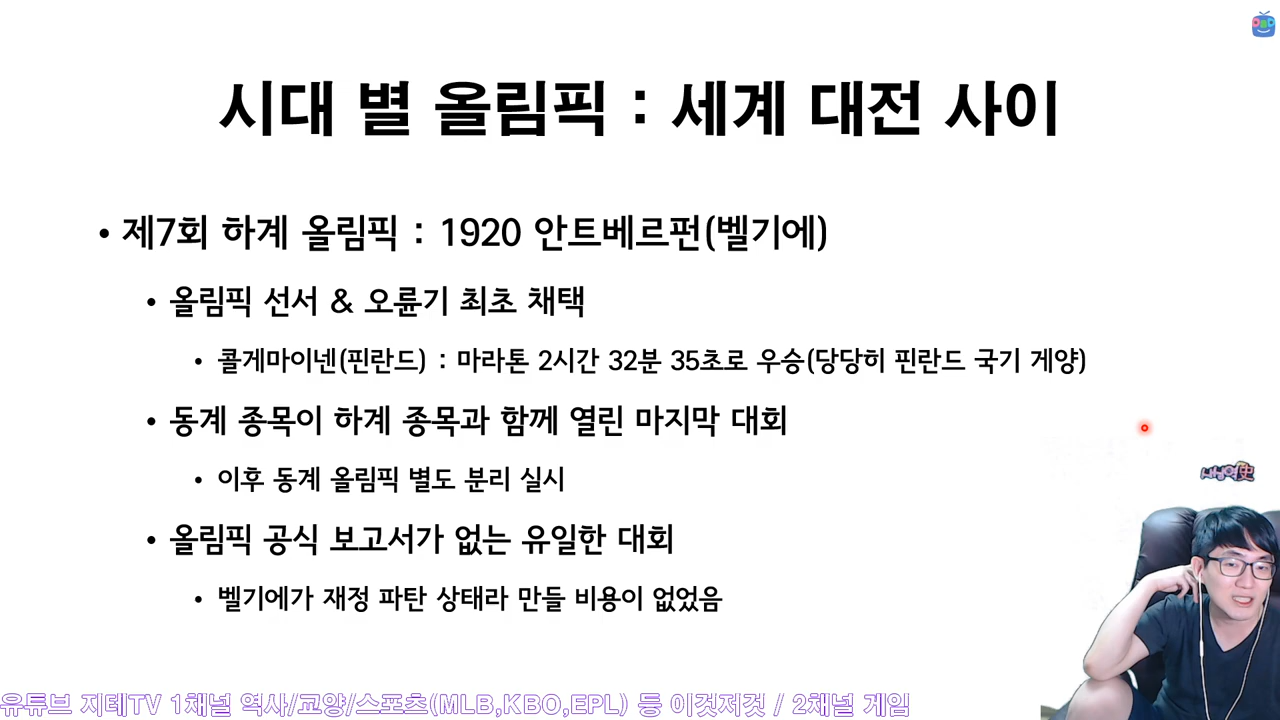 시대 별 올림픽 : 세계 대전 사이
• 제7회 하계 올림픽 : 1920 안트베르펀(벨기에)
• 올림픽 선서 & 오륜기 최초 채택
• 콜게마이넨(핀란드) : 마라톤 2시간 32분 35초로 우승(당당히 핀란드 국기 게양)
• 동계 종목이 하계 종목과 함께 열린 마지막 대회
• 이후 동계 올림픽 별도 분리 실시
• 올림픽 공식 보고서가 없는 유일한 대회
• 벨기에가 재정 파탄 상태라 만들 비용이 없었음
유튜브 지테TV 1채널 역사/교양/스포츠(MLB,KBO,EPL) 등 이것저것 / 2채널 게임